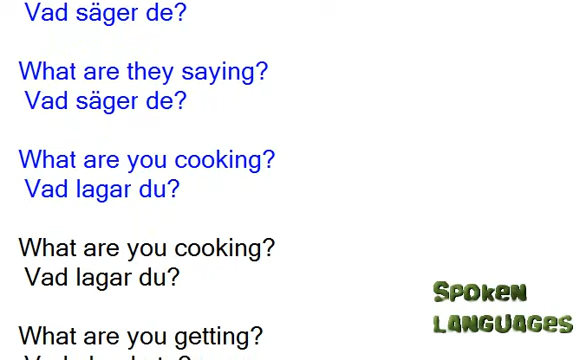 Vad säger de?
What are they saying?
Vad säger de?
What are you cooking?
Vad lagar du?
What are you cooking?
Vad lagar du?
What are you getting?
Spoken
Languages